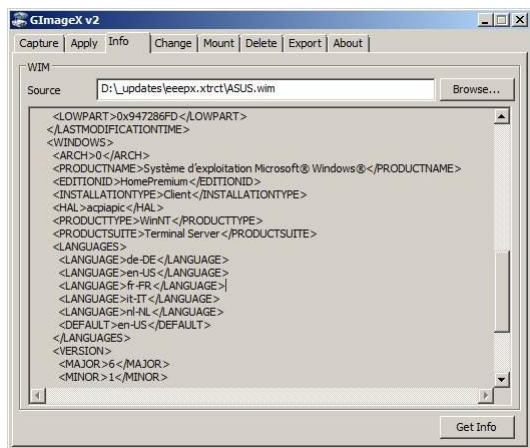 GImageX v2
Capture Apply Info Change Mount Delete Export About
WIM
Source D:\_updates\eeepx.xtrct\ASUS.wim Browse...
<LOWPART>0x947286FD</LOWPART>
</LASTMODIFICATIONTIME>
<WINDOWS>
<ARCH>0</ARCH>
<PRODUCTNAME>Système d'exploitation Microsoft® Windows®</PRODUCTNAME>
<EDITIONID>HomePremium</EDITIONID>
<INSTALLATIONTYPE>Client</INSTALLATIONTYPE>
<HAL>acpiapic</HAL>
<PRODUCTTYPE>WinNT</PRODUCTTYPE>
<PRODUCTSUITE>Terminal Server</PRODUCTSUITE>
<LANGUAGES>
<LANGUAGE>de-DE</LANGUAGE>
<LANGUAGE>en-US</LANGUAGE>
<LANGUAGE>fr-FR</LANGUAGE>
<LANGUAGE>it-IT</LANGUAGE>
<LANGUAGE>nl-NL</LANGUAGE>
<DEFAULT>en-US</DEFAULT>
</LANGUAGES>
<VERSION>
<MAJOR>6</MAJOR>
<MINOR>1</MINOR>
Get Info